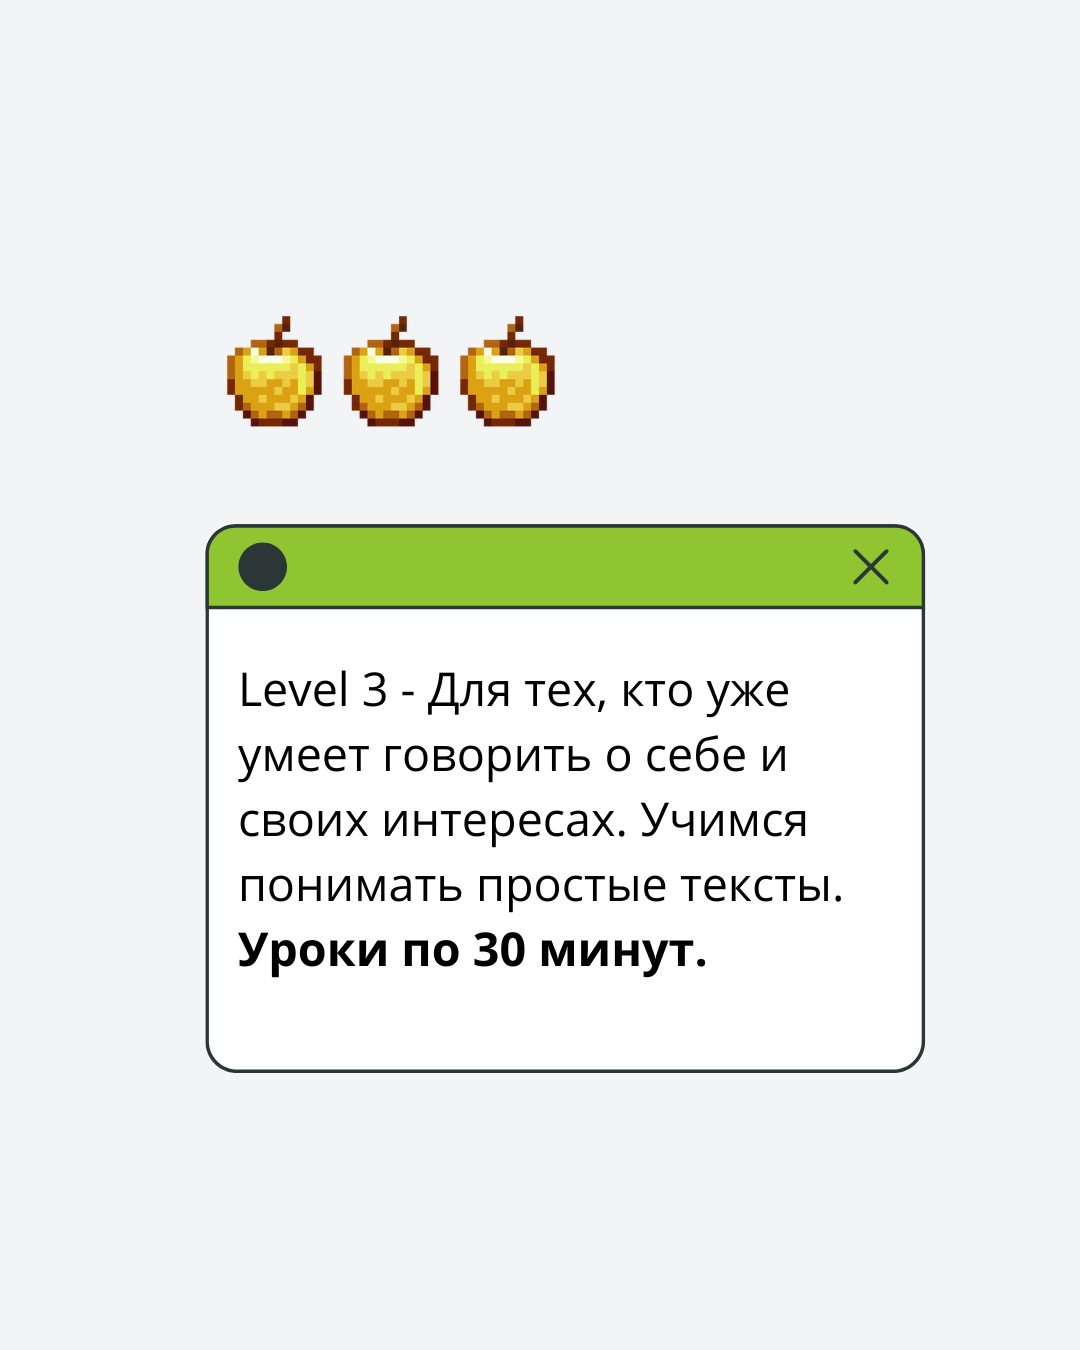 Level 3 - Для тех, кто уже
умеет говорить о себе и
своих интересах. Учимся
понимать простые тексты.
Уроки по 30 минут.